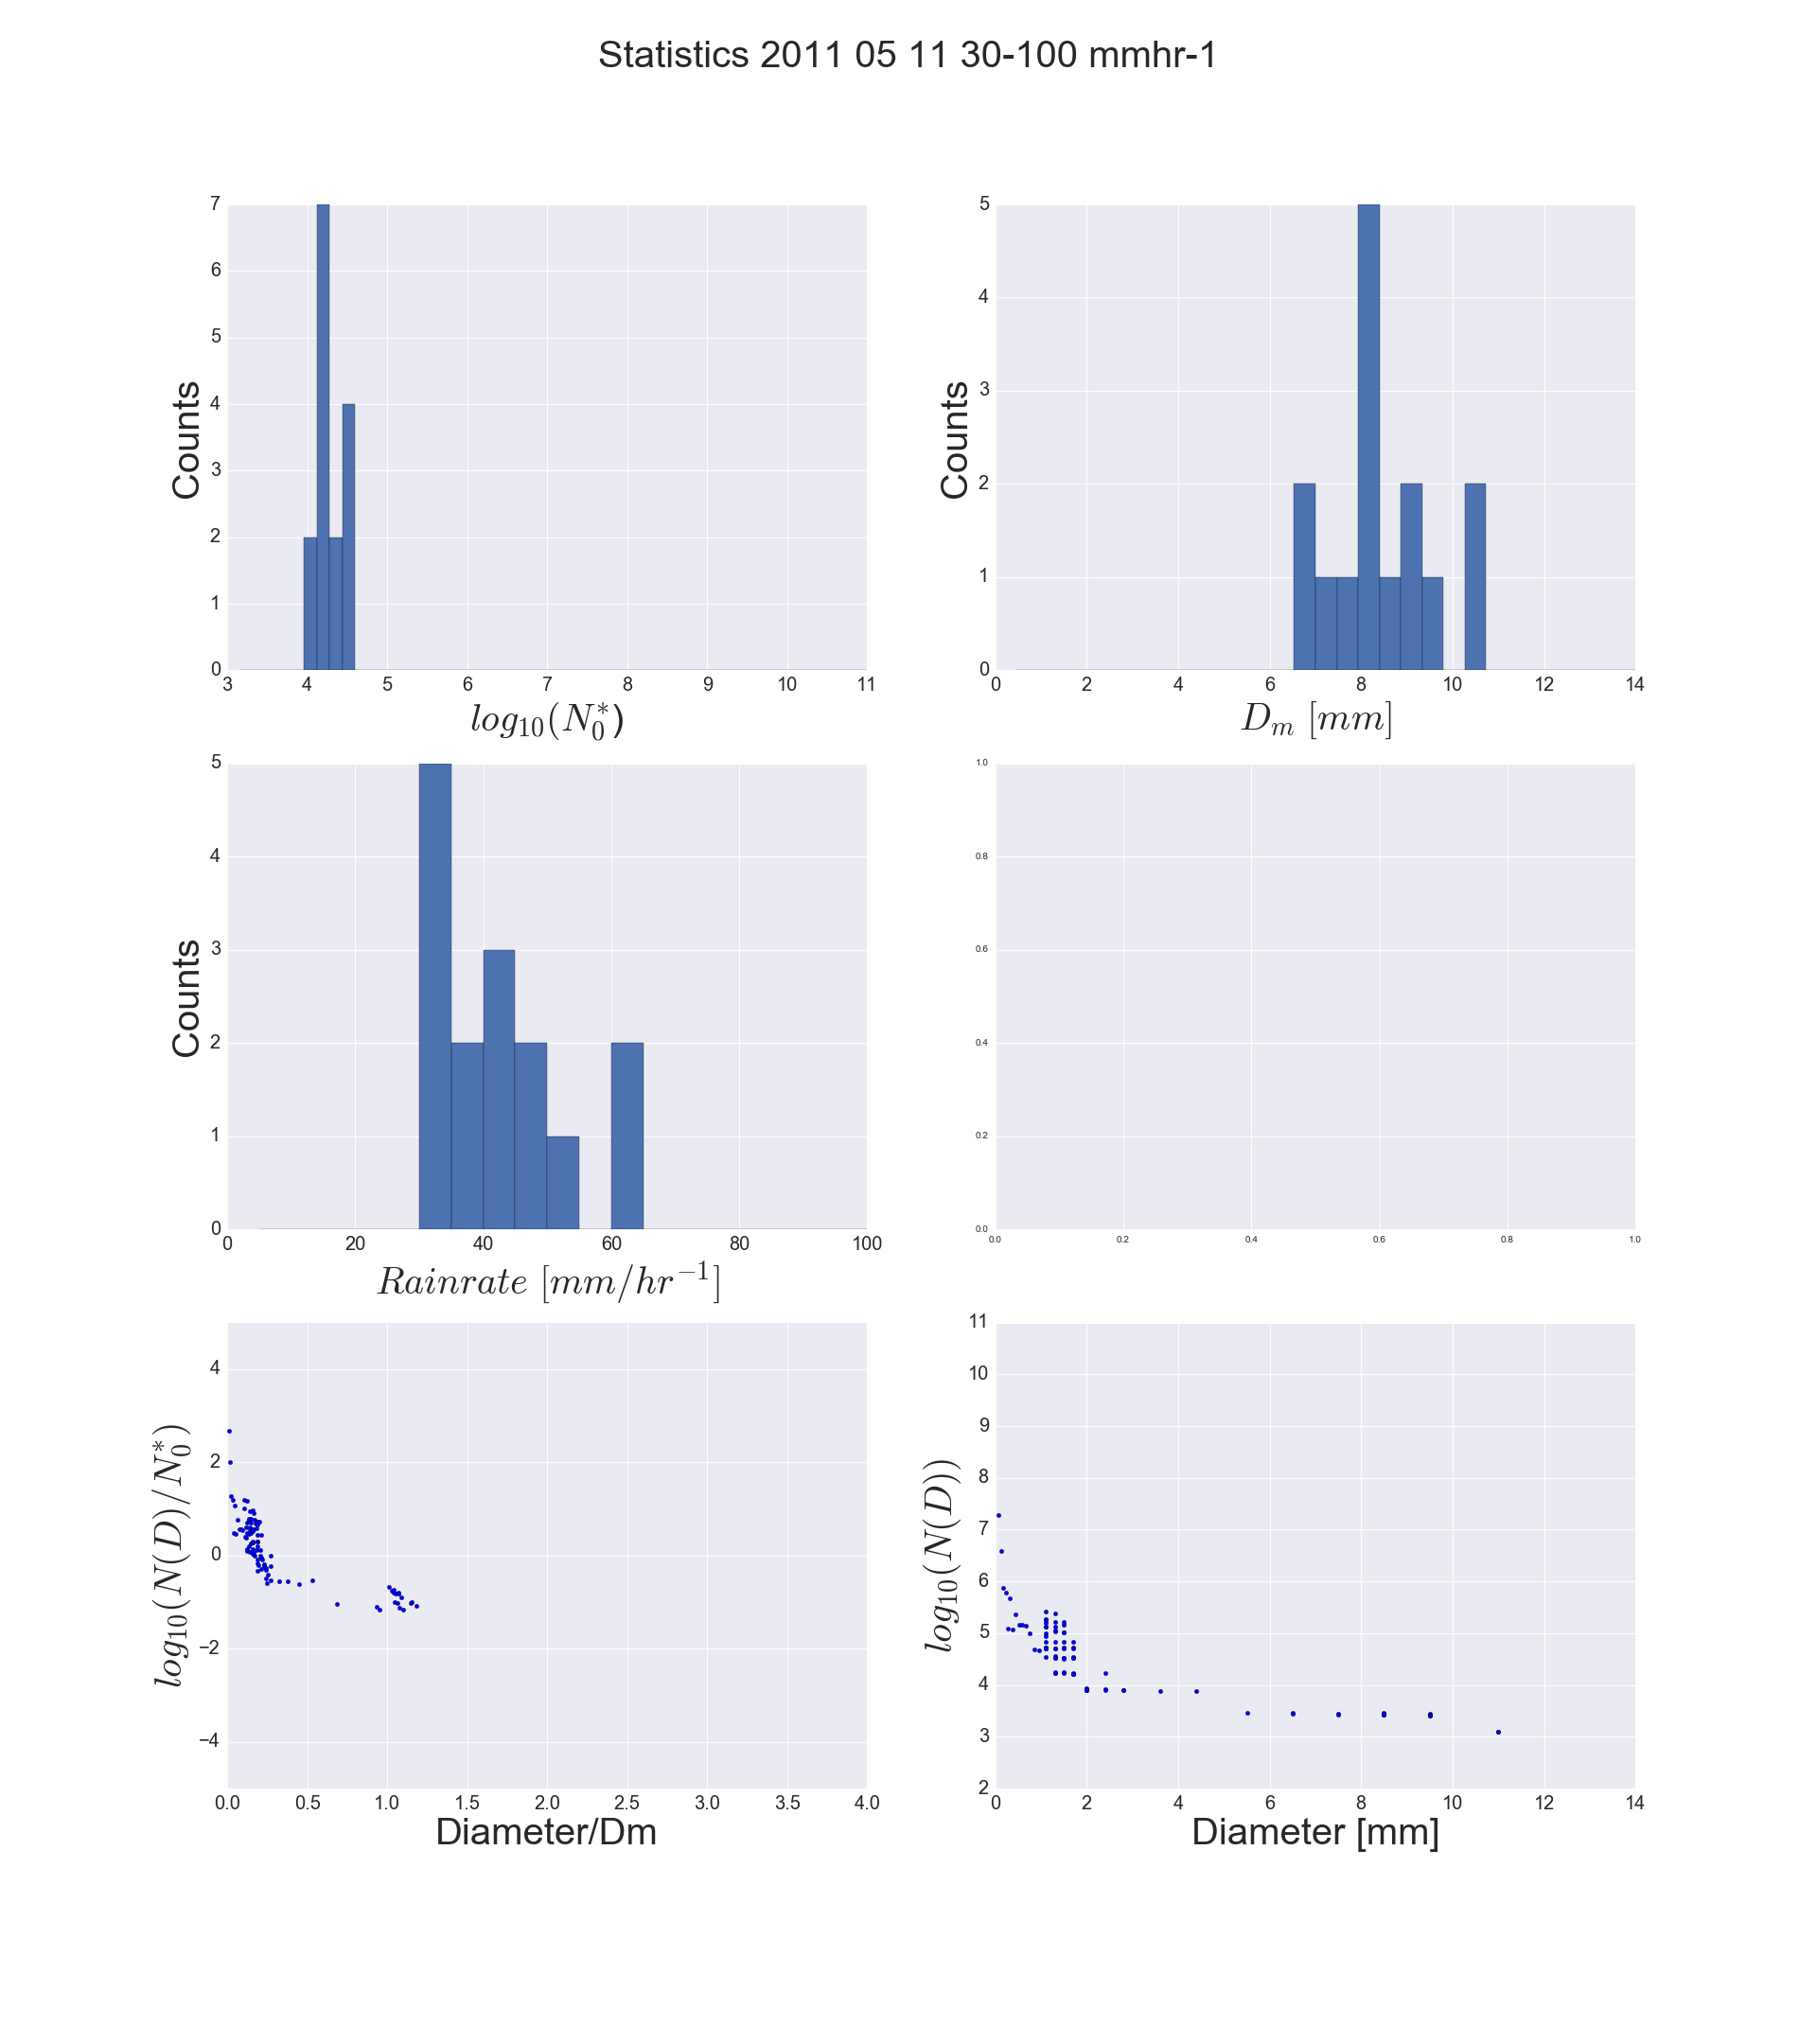 Statistics 2011 05 11 30-100 mmhr-1
7
6
5
4
3
2
1
0
Counts
3 4 5 6 7 8 9 10 11
log10(N0*)
5
4
3
2
1
0
Counts
0 2 4 6 8 10 12 14
Dm [mm]
5
4
3
2
1
0
Counts
0 20 40 60 80 100
Rainrate [mm/hr−1]
1.0
0.8
0.6
0.4
0.2
0.0
0.0 0.2 0.4 0.6 0.8 1.0
4
2
0
−2
−4
log10(N(D)/N0*)
0.0 0.5 1.0 1.5 2.0 2.5 3.0 3.5 4.0
Diameter/Dm
11
10
9
8
7
6
5
4
3
2
log10(N(D))
0 2 4 6 8 10 12 14
Diameter [mm]